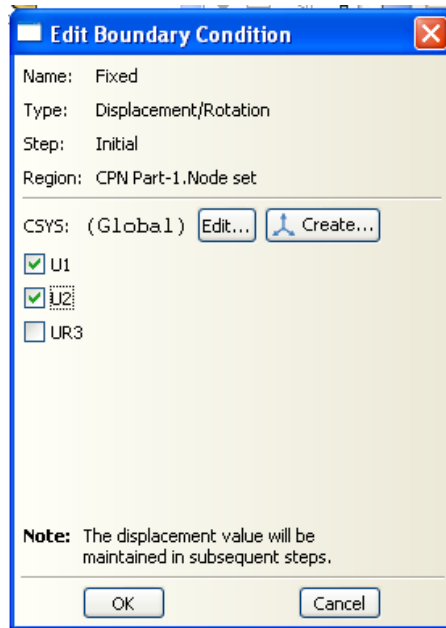 Edit Boundary Condition
Name: Fixed
Type: Displacement/Rotation
Step: Initial
Region: CPN Part-1.Node set
CSYS: (Global) Edit... Create...
U1
U2
UR3
Note: The displacement value will be
maintained in subsequent steps.
OK Cancel